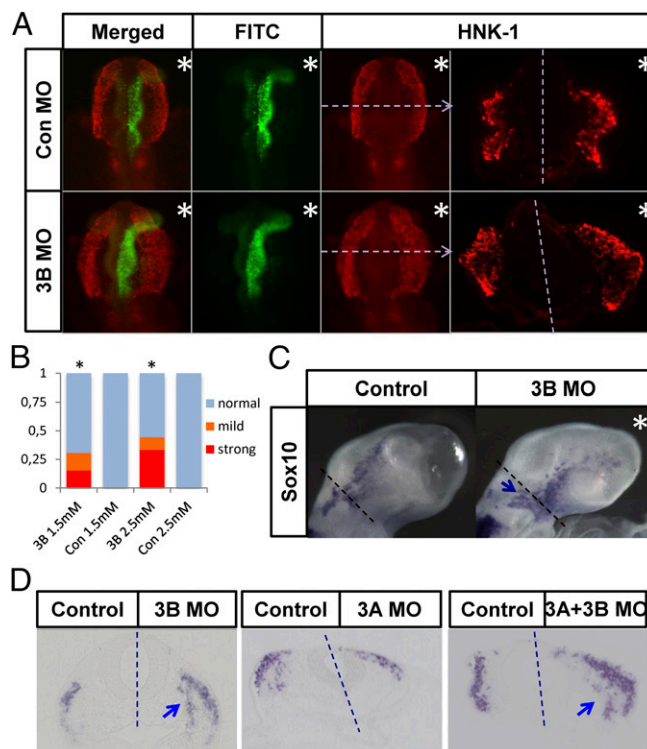 A
Merged FITC HNK-1
Con MO
* * * *
3B MO
* * * *
B
* *
1
0,75
0,5
0,25
0
normal
mild
strong
3B 1.5mM Con 1.5mM 3B 2.5mM Con 2.5mM
C
Control 3B MO
Sox10
*
D
Control 3B MO Control 3A MO Control 3A+3B MO